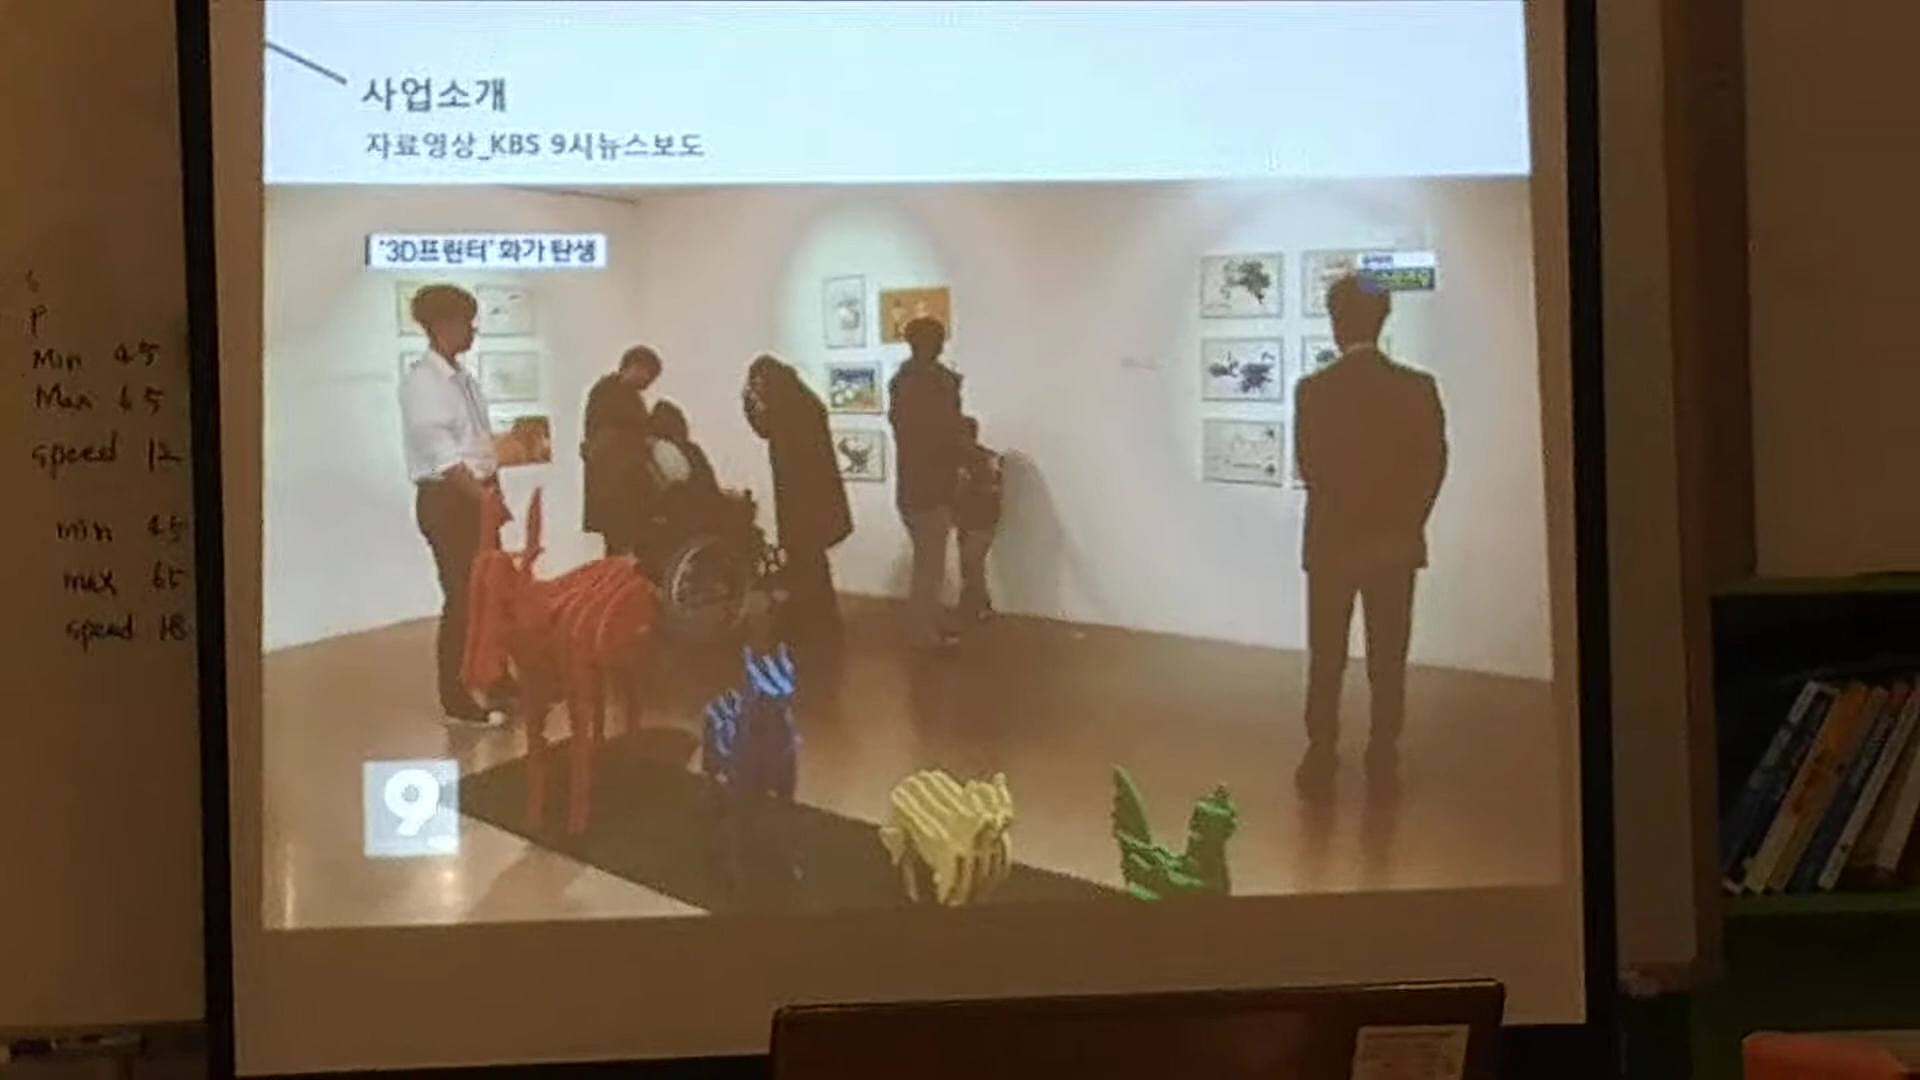 사업소개
자료영상_KBS 9시뉴스보도
'3D프린터' 화가 탄생
9
P
Min 45
Max 65
speed 12
min 45
max 65
speed 18